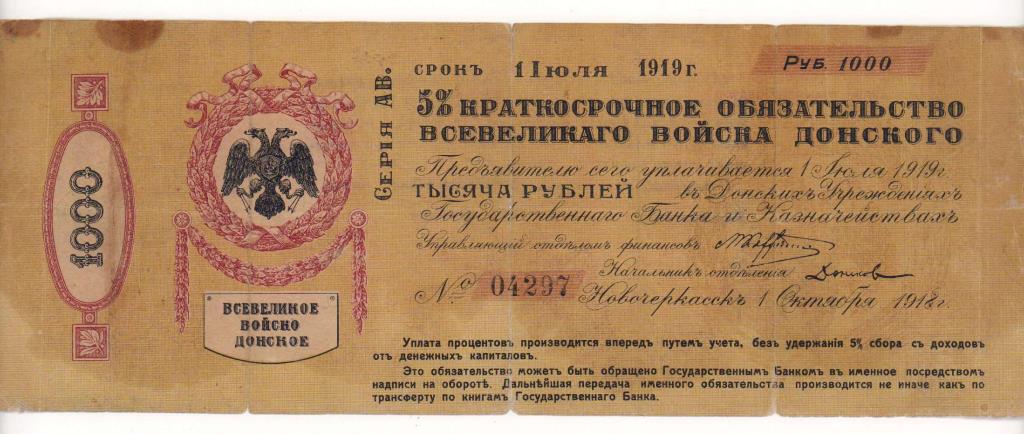 1000
ВСЕВЕЛИКОЕ
ВОЙСКО
ДОНСКОЕ
СЕРІЯ АВ.
СРОКЪ 1 Іюля 1919 г.
Руб. 1000
5% КРАТКОСРОЧНОЕ ОБЯЗАТЕЛЬСТВО
ВСЕВЕЛИКАГО ВОЙСКА ДОНСКОГО
Предъявителю сего уплачивается 1 Іюля 1919 г.
ТЫСЯЧА РУБЛЕЙ въ Донскихъ Учрежденіяхъ
Государственнаго Банка и Казначействахъ
Управляющий отдѣломъ финансовъ
Начальникъ отдѣленія
№ 04297 Новочеркасскъ 1 Октября 1918 г.
Уплата процентовъ производится впередъ путемъ учета, безъ удержанія 5% сбора съ доходовъ
отъ денежныхъ капиталовъ.
Это обязательство можетъ быть обращено Государственнымъ Банкомъ въ именное посредствомъ
надписи на оборотѣ. Дальнѣйшая передача именного обязательства производится не иначе какъ по
трансферту по книгамъ Государственнаго Банка.